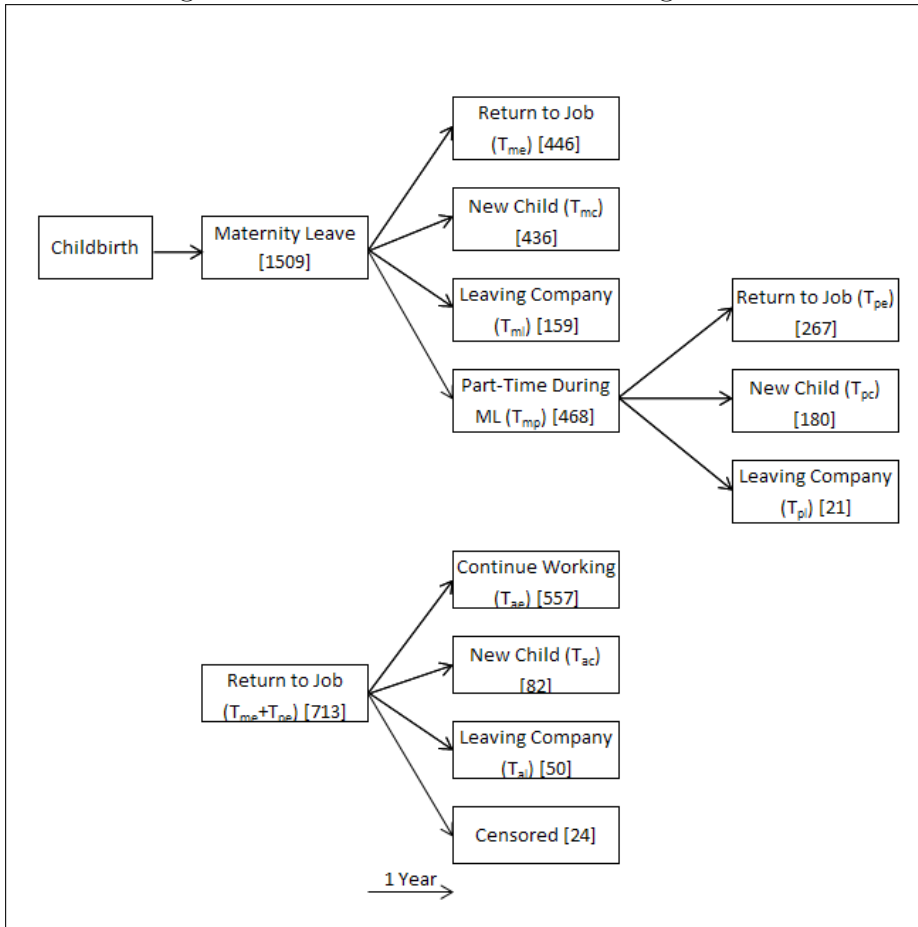 Return to Job
(Tme) [446]
New Child (Tmc)
[436]
Childbirth
Maternity Leave
[1509]
Leaving Company
(Tml) [159]
Return to Job (Tpe)
[267]
Part-Time During
ML (Tmp) [468]
New Child (Tpc)
[180]
Leaving Company
(Tpl) [21]
Continue Working
(Tae) [557]
New Child (Tac)
[82]
Return to Job
(Tme+Tpe) [713]
Leaving Company
(Tal) [50]
Censored [24]
1 Year